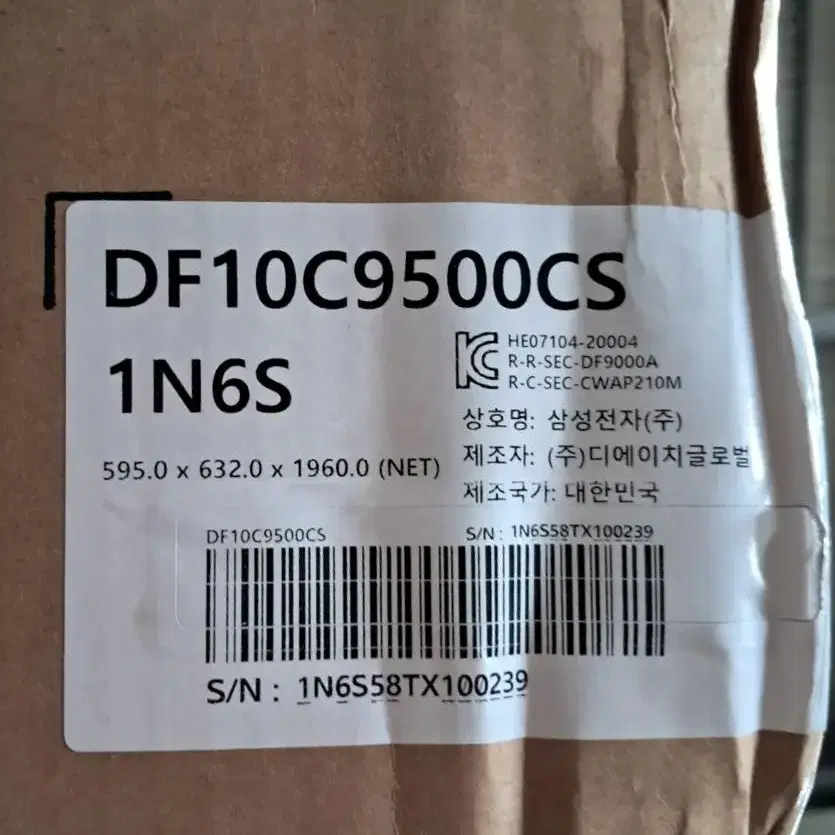 DF10C9500CS
1N6S
HE07104-20004
R-R-SEC-DF9000A
R-C-SEC-CWAP210M
상호명: 삼성전자(주)
제조자: (주)디에이치글로벌
제조국가: 대한민국
595.0 x 632.0 x 1960.0 (NET)
DF10C9500CS S/N : 1N6S58TX100239
S/N : 1N6S58TX100239